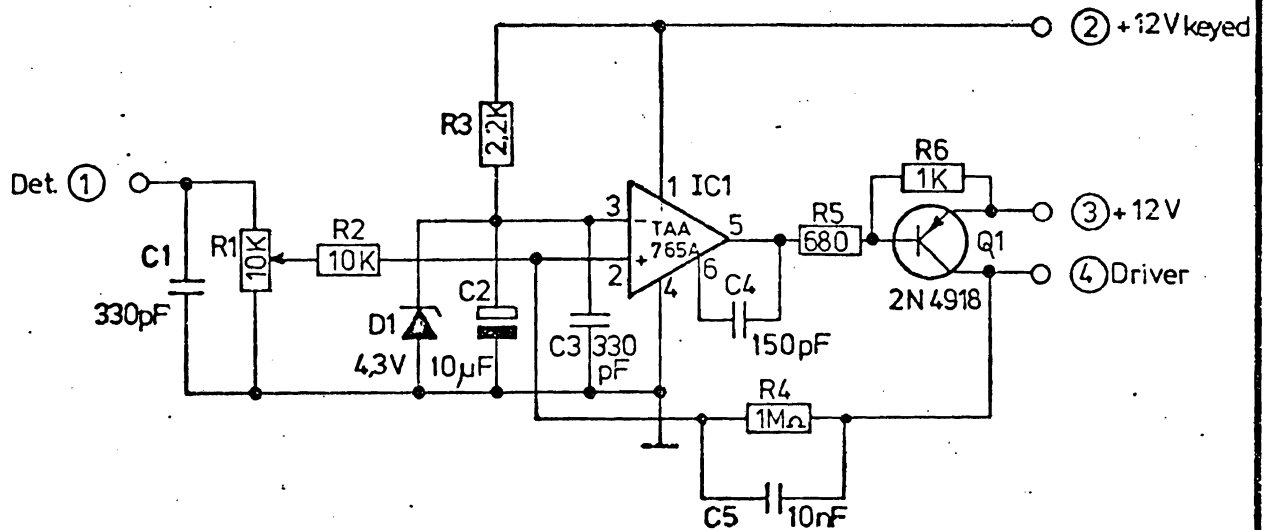 ② +12V keyed
R3
2,2K
Det. ①
C1
330pF
R1
10K
R2
10K
3
−
TAA
765A
+
2
1
IC1
5
6
4
D1
4,3V
C2
10µF
C3
330
pF
C4
150pF
R5
680
R6
1K
Q1
2N 4918
③ +12V
④ Driver
R4
1MΩ
C5
10nF